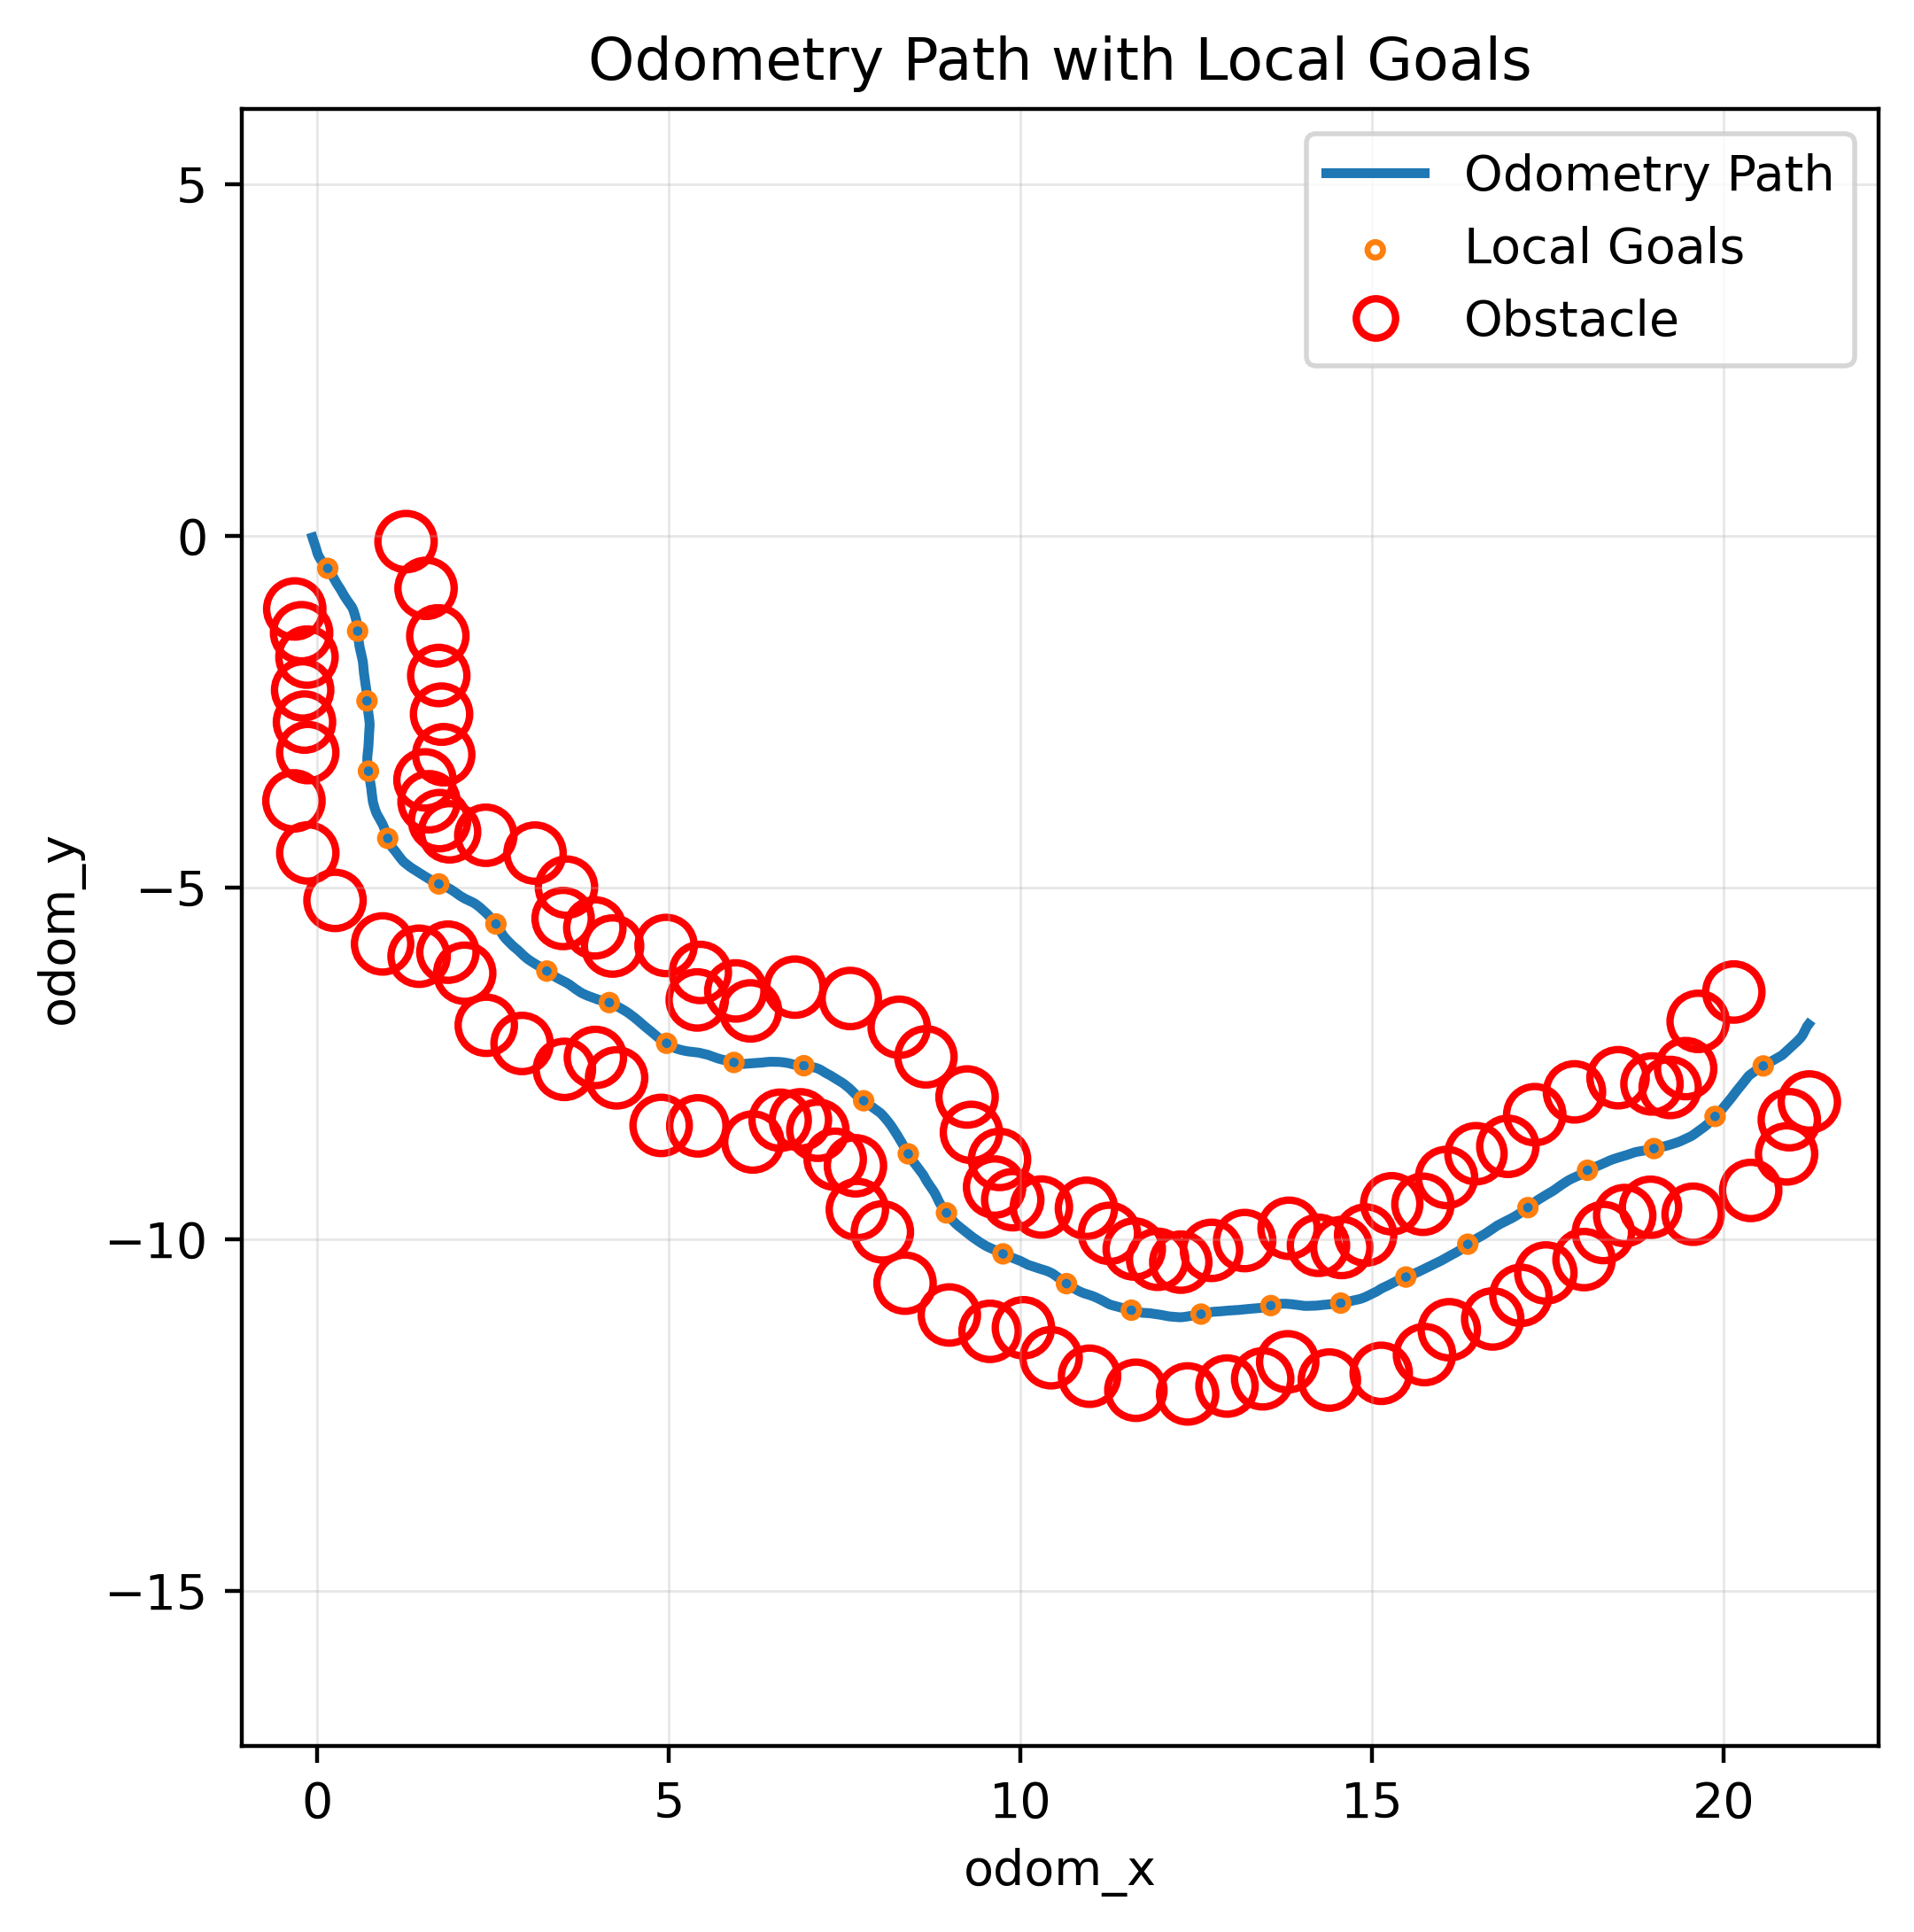 Odometry Path with Local Goals
Odometry Path
Local Goals
Obstacle
5
0
−5
−10
−15
odom_y
0
5
10
15
20
odom_x